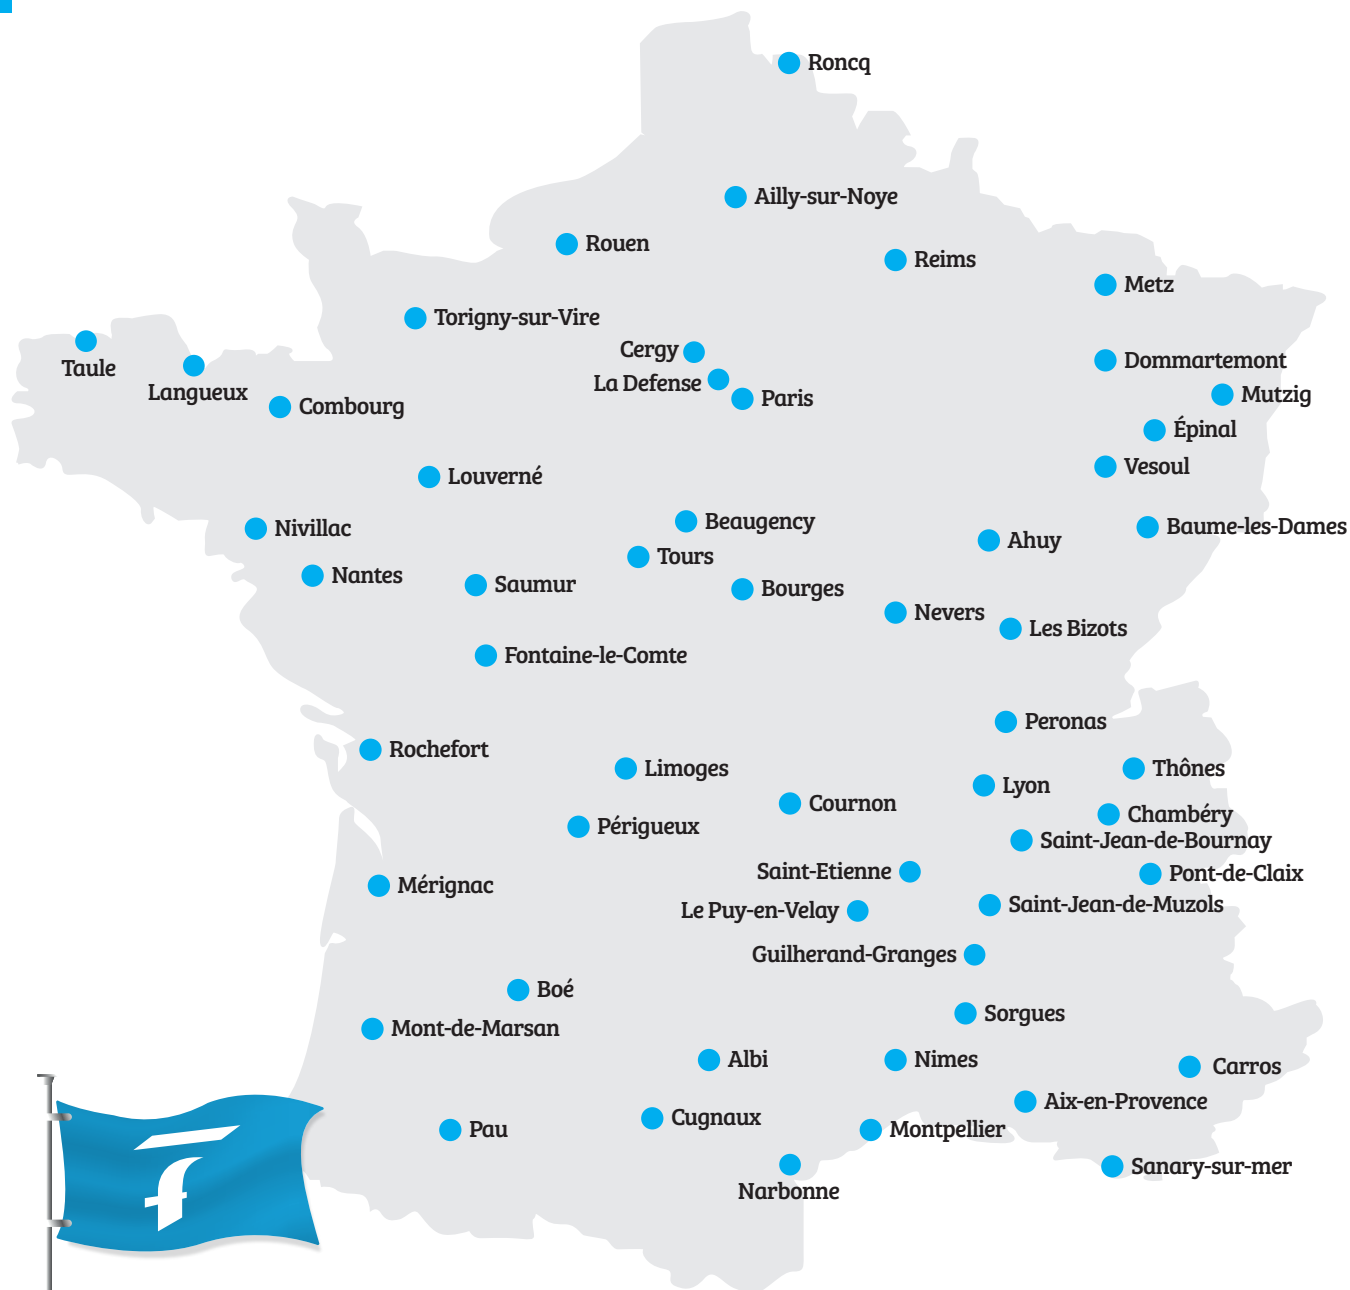 Roncq
Ailly-sur-Noye
Rouen
Reims
Metz
Torigny-sur-Vire
Cergy
Dommartemont
Taule
La Defense
Langueux
Mutzig
Paris
Combourg
Épinal
Vesoul
Louverné
Beaugency
Nivillac
Baume-les-Dames
Ahuy
Tours
Nantes
Saumur
Bourges
Nevers
Les Bizots
Fontaine-le-Comte
Peronas
Rochefort
Limoges
Thônes
Lyon
Cournon
Chambéry
Périgueux
Saint-Jean-de-Bournay
Saint-Etienne
Pont-de-Claix
Mérignac
Saint-Jean-de-Muzols
Le Puy-en-Velay
Guilherand-Granges
Boé
Sorgues
Mont-de-Marsan
Albi
Nimes
Carros
Aix-en-Provence
Cugnaux
Pau
Montpellier
Sanary-sur-mer
Narbonne
f